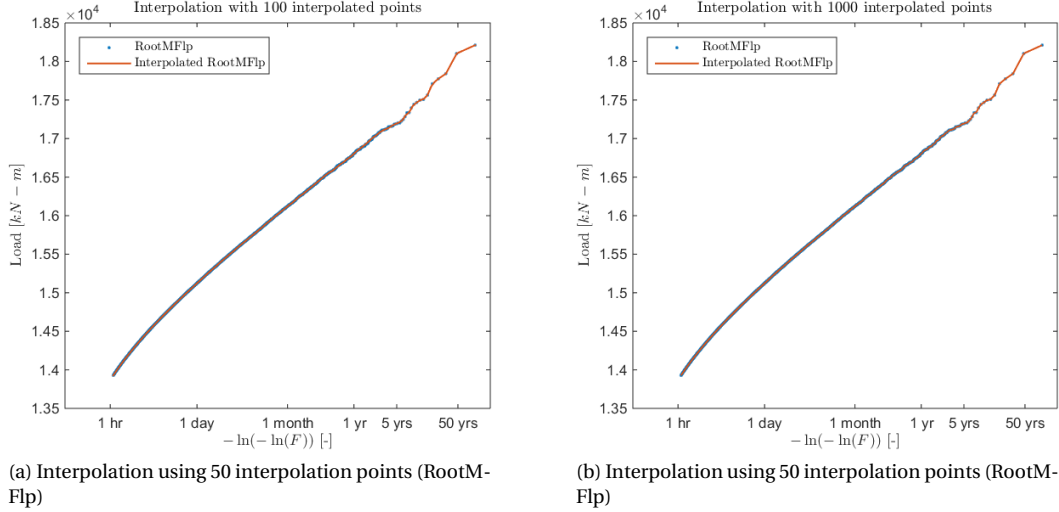 Interpolation with 100 interpolated points
×10⁴
1.85
1.8
1.75
1.7
1.65
1.6
1.55
1.5
1.45
1.4
1.35
Load [kN − m]
RootMFlp
Interpolated RootMFlp
1 hr 1 day 1 month 1 yr 5 yrs 50 yrs
− ln(− ln(F)) [-]
(a) Interpolation using 50 interpolation points (RootM-
Flp)
Interpolation with 1000 interpolated points
×10⁴
1.85
1.8
1.75
1.7
1.65
1.6
1.55
1.5
1.45
1.4
1.35
Load [kN − m]
RootMFlp
Interpolated RootMFlp
1 hr 1 day 1 month 1 yr 5 yrs 50 yrs
− ln(− ln(F)) [-]
(b) Interpolation using 50 interpolation points (RootM-
Flp)